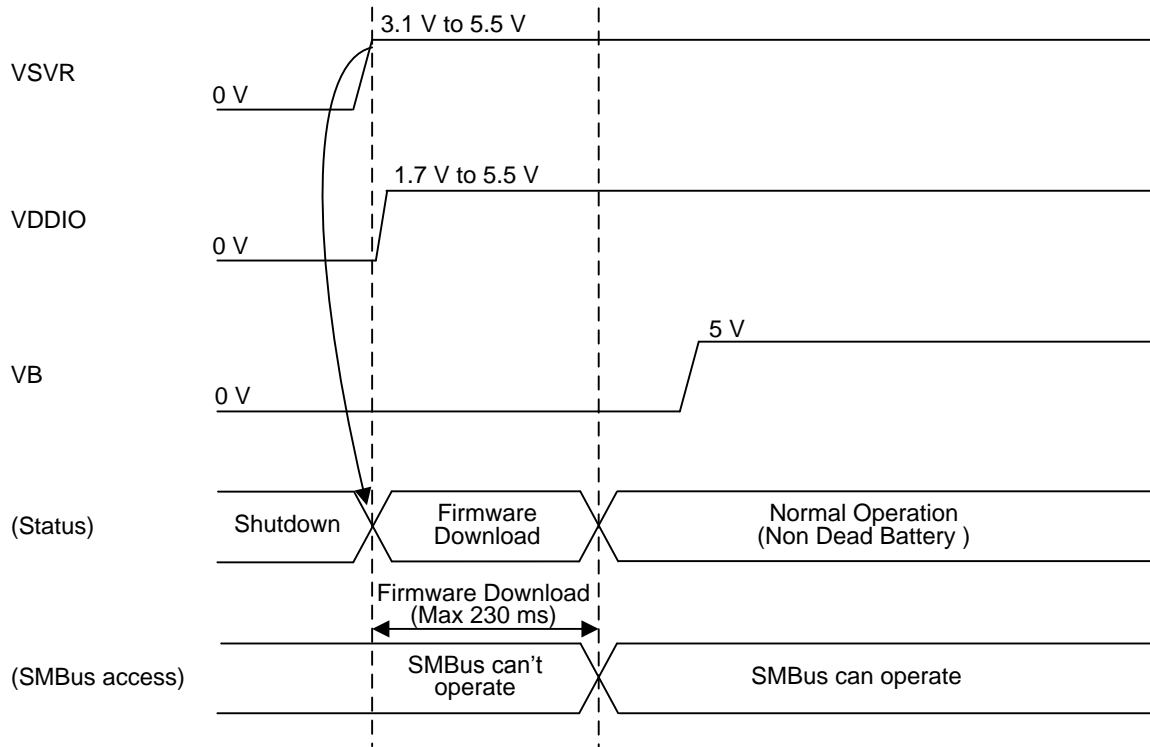 3.1 V to 5.5 V
VSVR
0 V
1.7 V to 5.5 V
VDDIO
0 V
5 V
VB
0 V
(Status)
Shutdown
Firmware
Download
Normal Operation
(Non Dead Battery )
Firmware Download
(Max 230 ms)
(SMBus access)
SMBus can't
operate
SMBus can operate